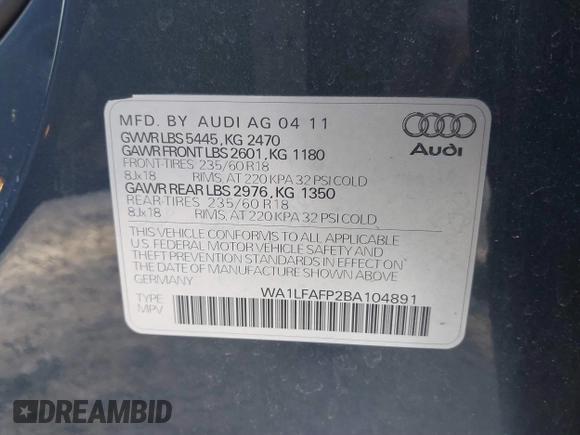 MFD. BY AUDI AG 04 11
GVWR LBS 5445, KG 2470
GAWR FRONT LBS 2601, KG 1180
FRONT-TIRES 235/60 R18
8Jx18 RIMS, AT 220 KPA 32 PSI COLD
GAWR REAR LBS 2976, KG 1350
REAR-TIRES 235/60 R18
8Jx18 RIMS, AT 220 KPA 32 PSI COLD
Audi
THIS VEHICLE CONFORMS TO ALL APPLICABLE
U.S. FEDERAL MOTOR VEHICLE SAFETY AND
THEFT PREVENTION STANDARDS IN EFFECT ON
THE DATE OF MANUFACTURE SHOWN ABOVE.
GERMANY
WA1LFAFP2BA104891
TYPE
MPV
DREAMBID